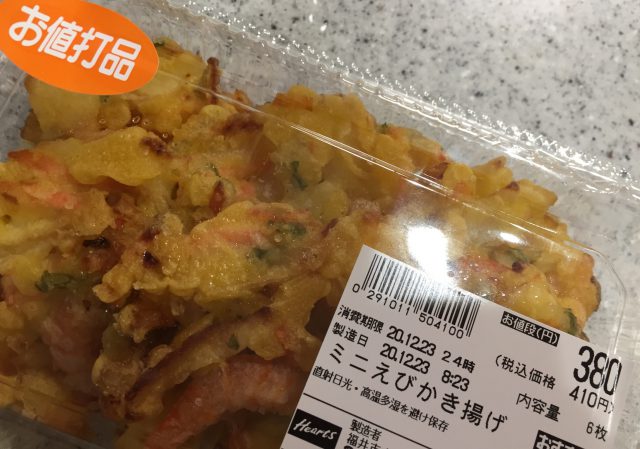 お値打品
0 291011 504100
消費期限 20.12.23 24時
製造日 20.12.23 8:23
お値段(円)
380
(税込価格 410円)
ミニえびかき揚げ
内容量 6枚
直射日光・高温多湿を避け保存
Hearts
製造者
福井市